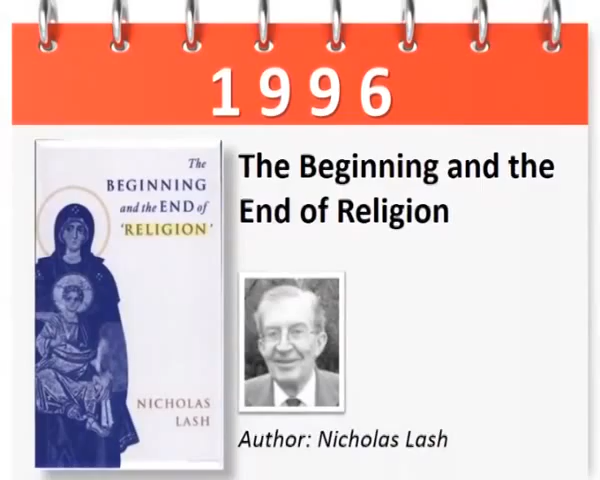 1996
The
BEGINNING
and the END of
'RELIGION'
NICHOLAS
LASH
The Beginning and the
End of Religion
Author: Nicholas Lash